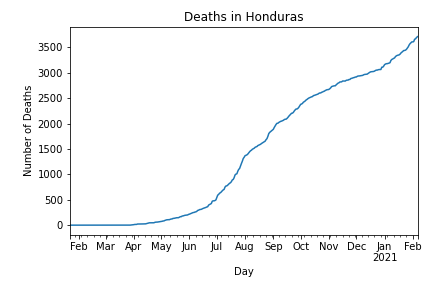 Deaths in Honduras
Number of Deaths
3500
3000
2500
2000
1500
1000
500
0
Feb Mar Apr May Jun Jul Aug Sep Oct Nov Dec Jan Feb
2021
Day